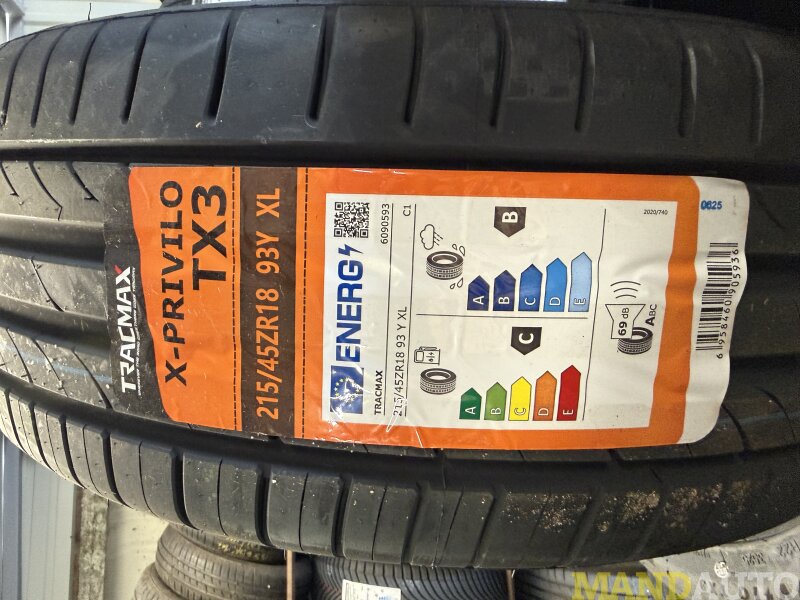 TRACMAX
X-PRIVILO
TX3
215/45ZR18 93Y XL
ENERG
6090593
TRACMAX
215/45ZR18 93 Y XL
C1
A
B
C
D
E
C
A
B
C
D
E
B
69 dB
ABC
2020/740
0625
6 958460 905936
MANDAUTO